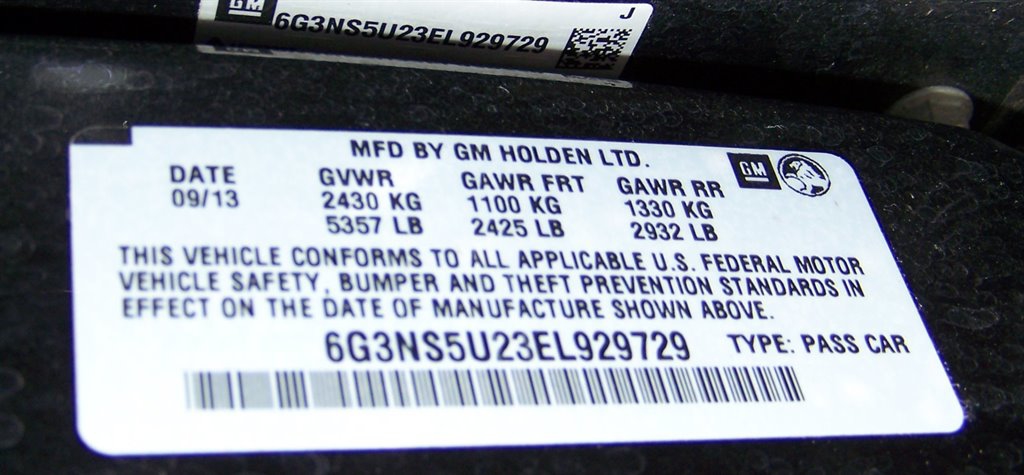 GM
6G3NS5U23EL929729
J
MFD BY GM HOLDEN LTD.
GM
DATE GVWR GAWR FRT GAWR RR
09/13 2430 KG 1100 KG 1330 KG
5357 LB 2425 LB 2932 LB
THIS VEHICLE CONFORMS TO ALL APPLICABLE U.S. FEDERAL MOTOR
VEHICLE SAFETY, BUMPER AND THEFT PREVENTION STANDARDS IN
EFFECT ON THE DATE OF MANUFACTURE SHOWN ABOVE.
6G3NS5U23EL929729 TYPE: PASS CAR